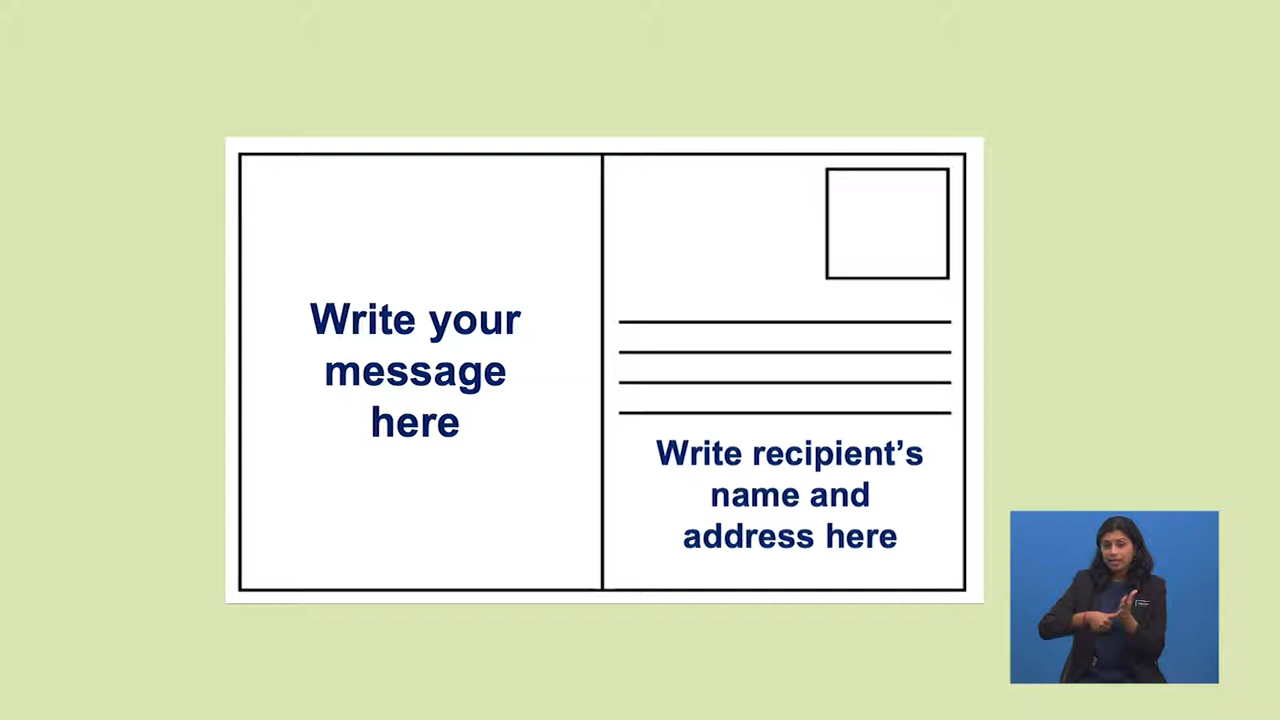 Write your
message
here
Write recipient’s
name and
address here